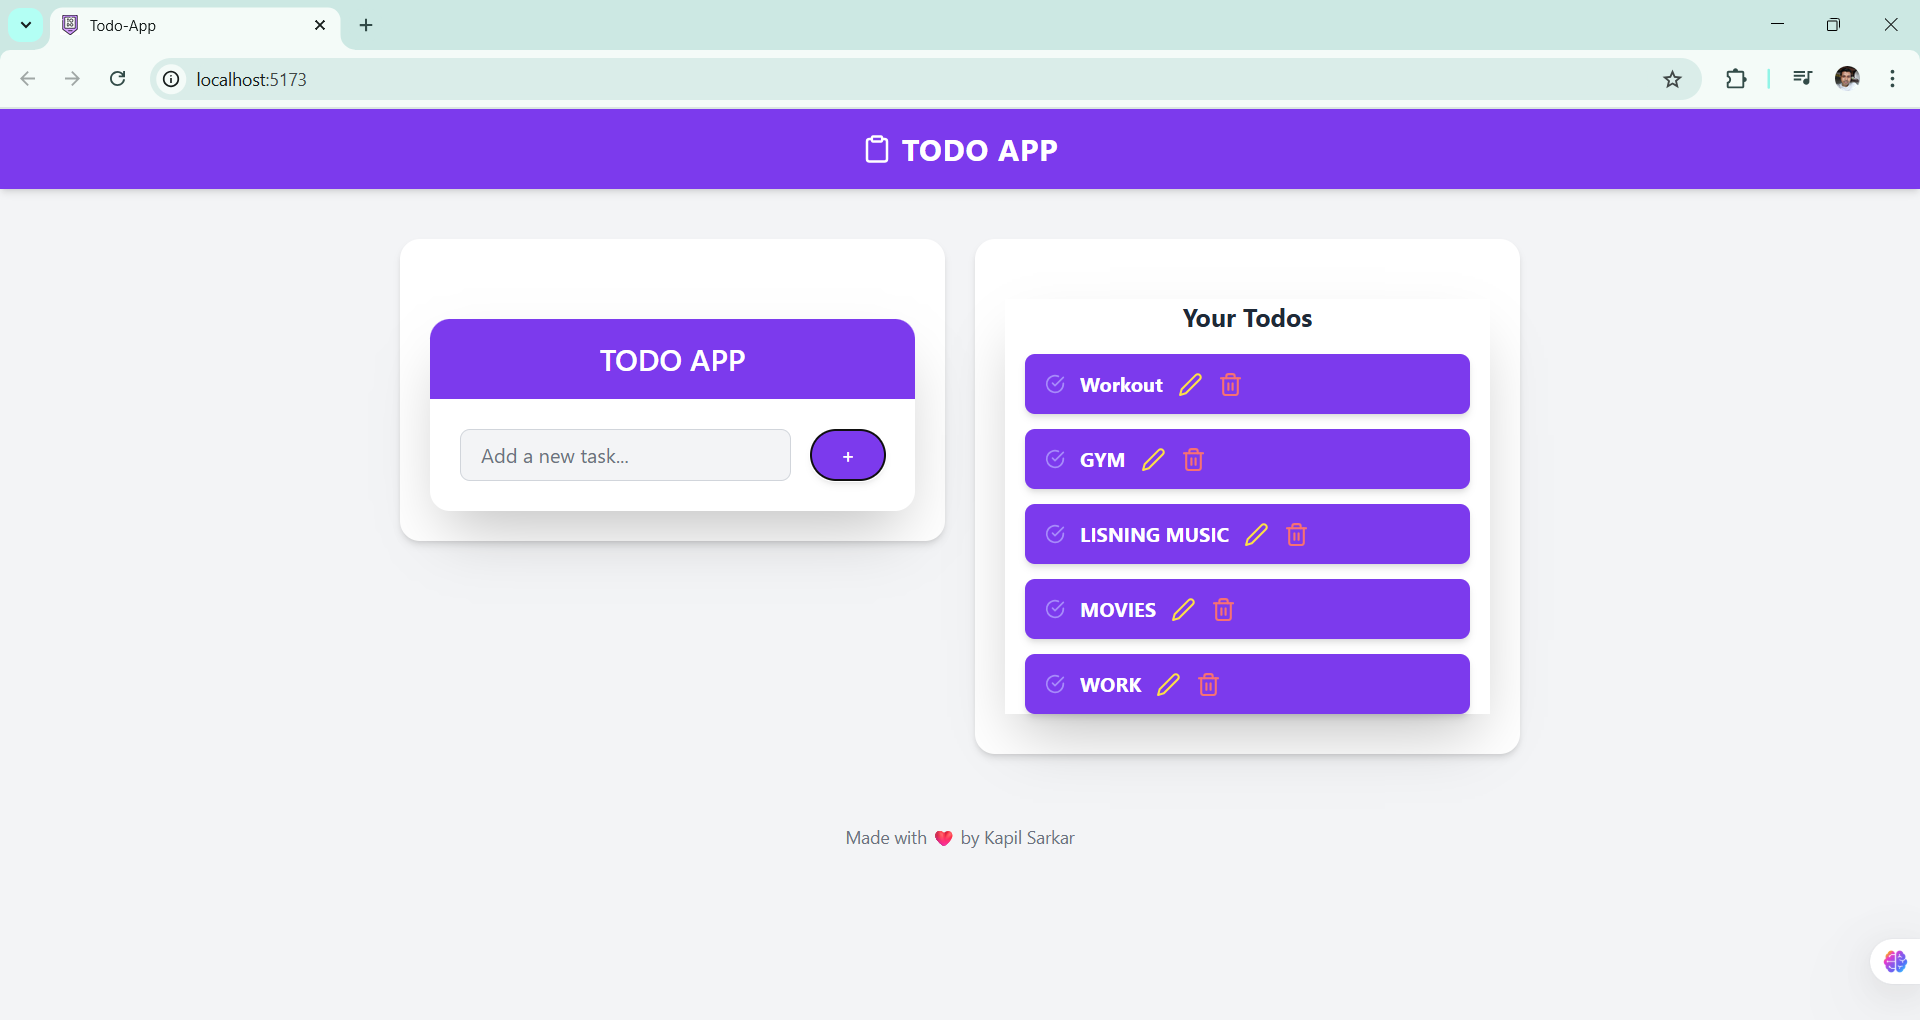 Todo-App
localhost:5173
TODO APP
TODO APP
Add a new task...
+
Your Todos
Workout
GYM
LISNING MUSIC
MOVIES
WORK
Made with ❤️ by Kapil Sarkar